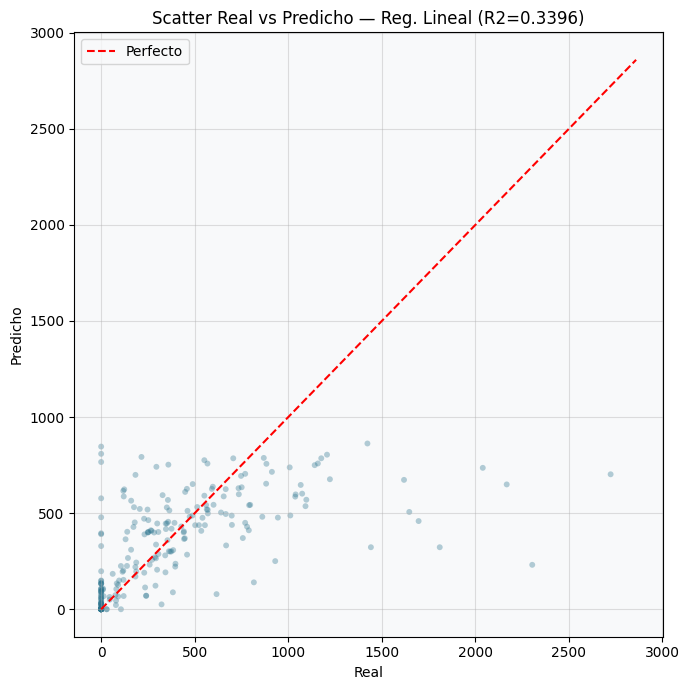 Scatter Real vs Predicho — Reg. Lineal (R2=0.3396)
Perfecto
3000
2500
2000
1500
1000
500
0
Predicho
0 500 1000 1500 2000 2500 3000
Real